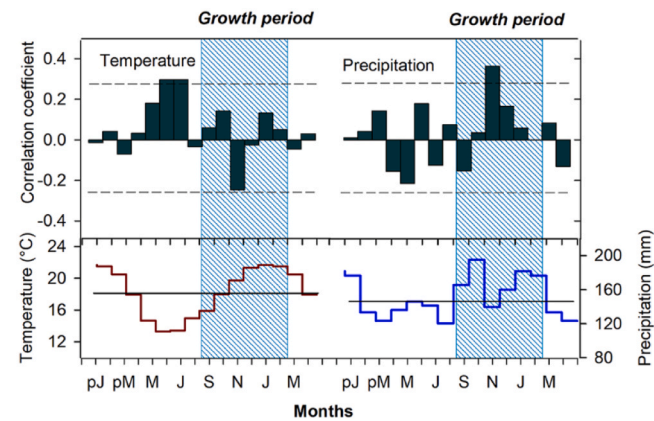 Growth period Growth period
Temperature
Precipitation
Correlation coefficient
0.4
0.2
0.0
-0.2
-0.4
Temperature (°C)
24
20
16
12
Precipitation (mm)
200
160
120
80
pJ pM M J S N J M pJ pM M J S N J M
Months